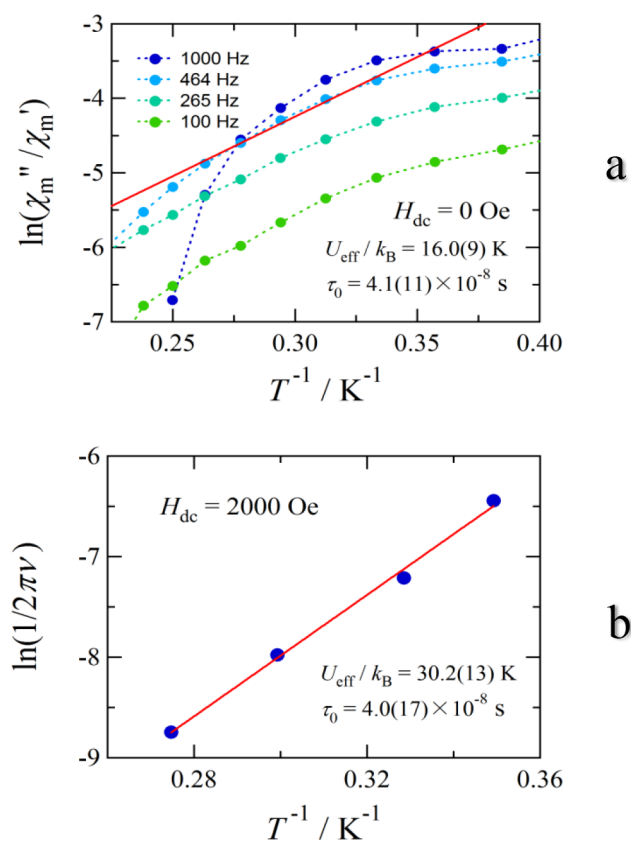 -3
-4
-5
-6
-7
ln(χm''/χm')
1000 Hz
464 Hz
265 Hz
100 Hz
Hdc = 0 Oe
Ueff / kB = 16.0(9) K
τ0 = 4.1(11)×10-8 s
0.25 0.30 0.35 0.40
T-1 / K-1
a
-6
-7
-8
-9
ln(1/2πν)
Hdc = 2000 Oe
Ueff / kB = 30.2(13) K
τ0 = 4.0(17)×10-8 s
0.28 0.32 0.36
T-1 / K-1
b